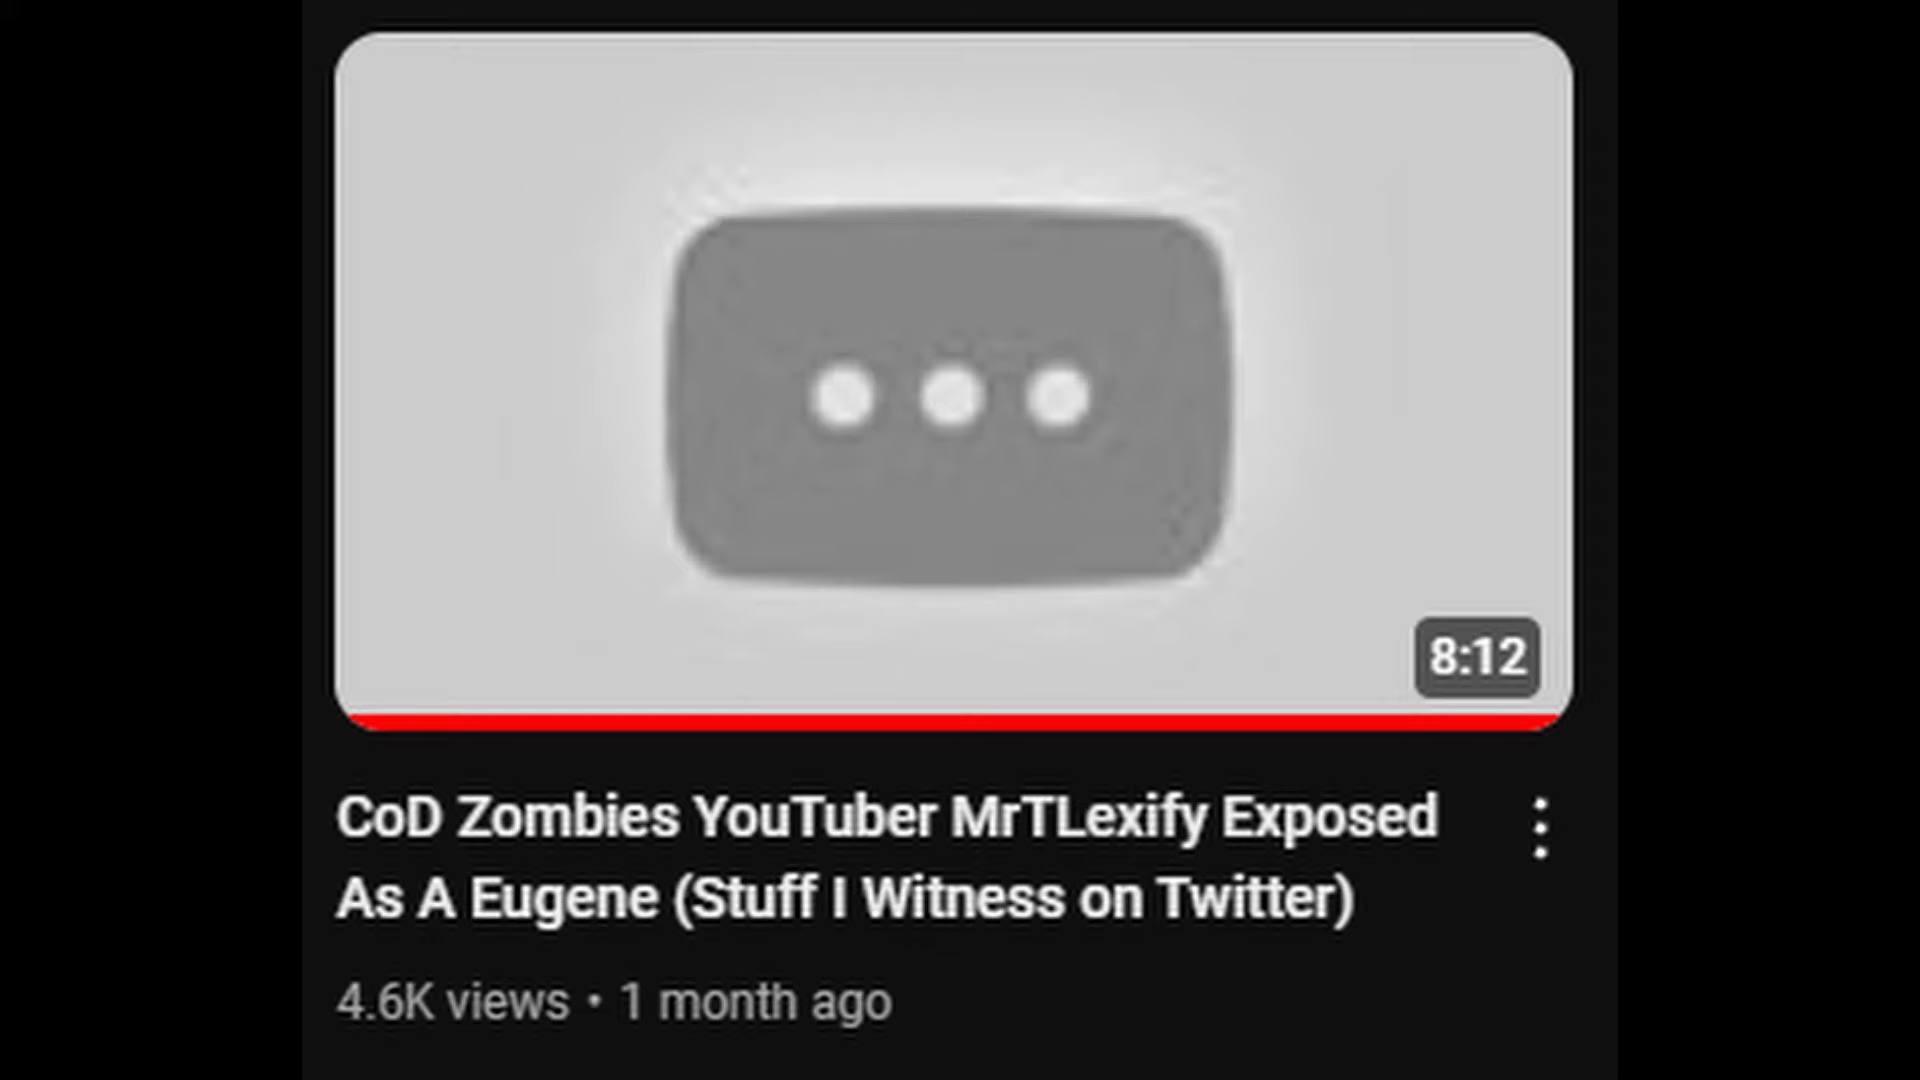 8:12
CoD Zombies YouTuber MrTLexify Exposed
As A Eugene (Stuff I Witness on Twitter)
4.6K views • 1 month ago